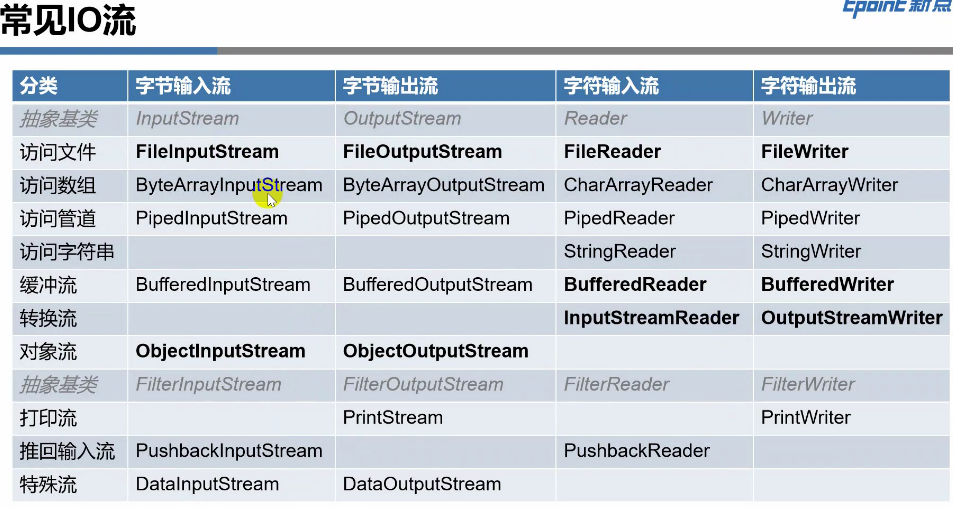 常见IO流
Epoint 新点
分类 字节输入流 字节输出流 字符输入流 字符输出流
抽象基类 InputStream OutputStream Reader Writer
访问文件 FileInputStream FileOutputStream FileReader FileWriter
访问数组 ByteArrayInputStream ByteArrayOutputStream CharArrayReader CharArrayWriter
访问管道 PipedInputStream PipedOutputStream PipedReader PipedWriter
访问字符串 StringReader StringWriter
缓冲流 BufferedInputStream BufferedOutputStream BufferedReader BufferedWriter
转换流 InputStreamReader OutputStreamWriter
对象流 ObjectInputStream ObjectOutputStream
抽象基类 FilterInputStream FilterOutputStream FilterReader FilterWriter
打印流 PrintStream PrintWriter
推回输入流 PushbackInputStream PushbackReader
特殊流 DataInputStream DataOutputStream